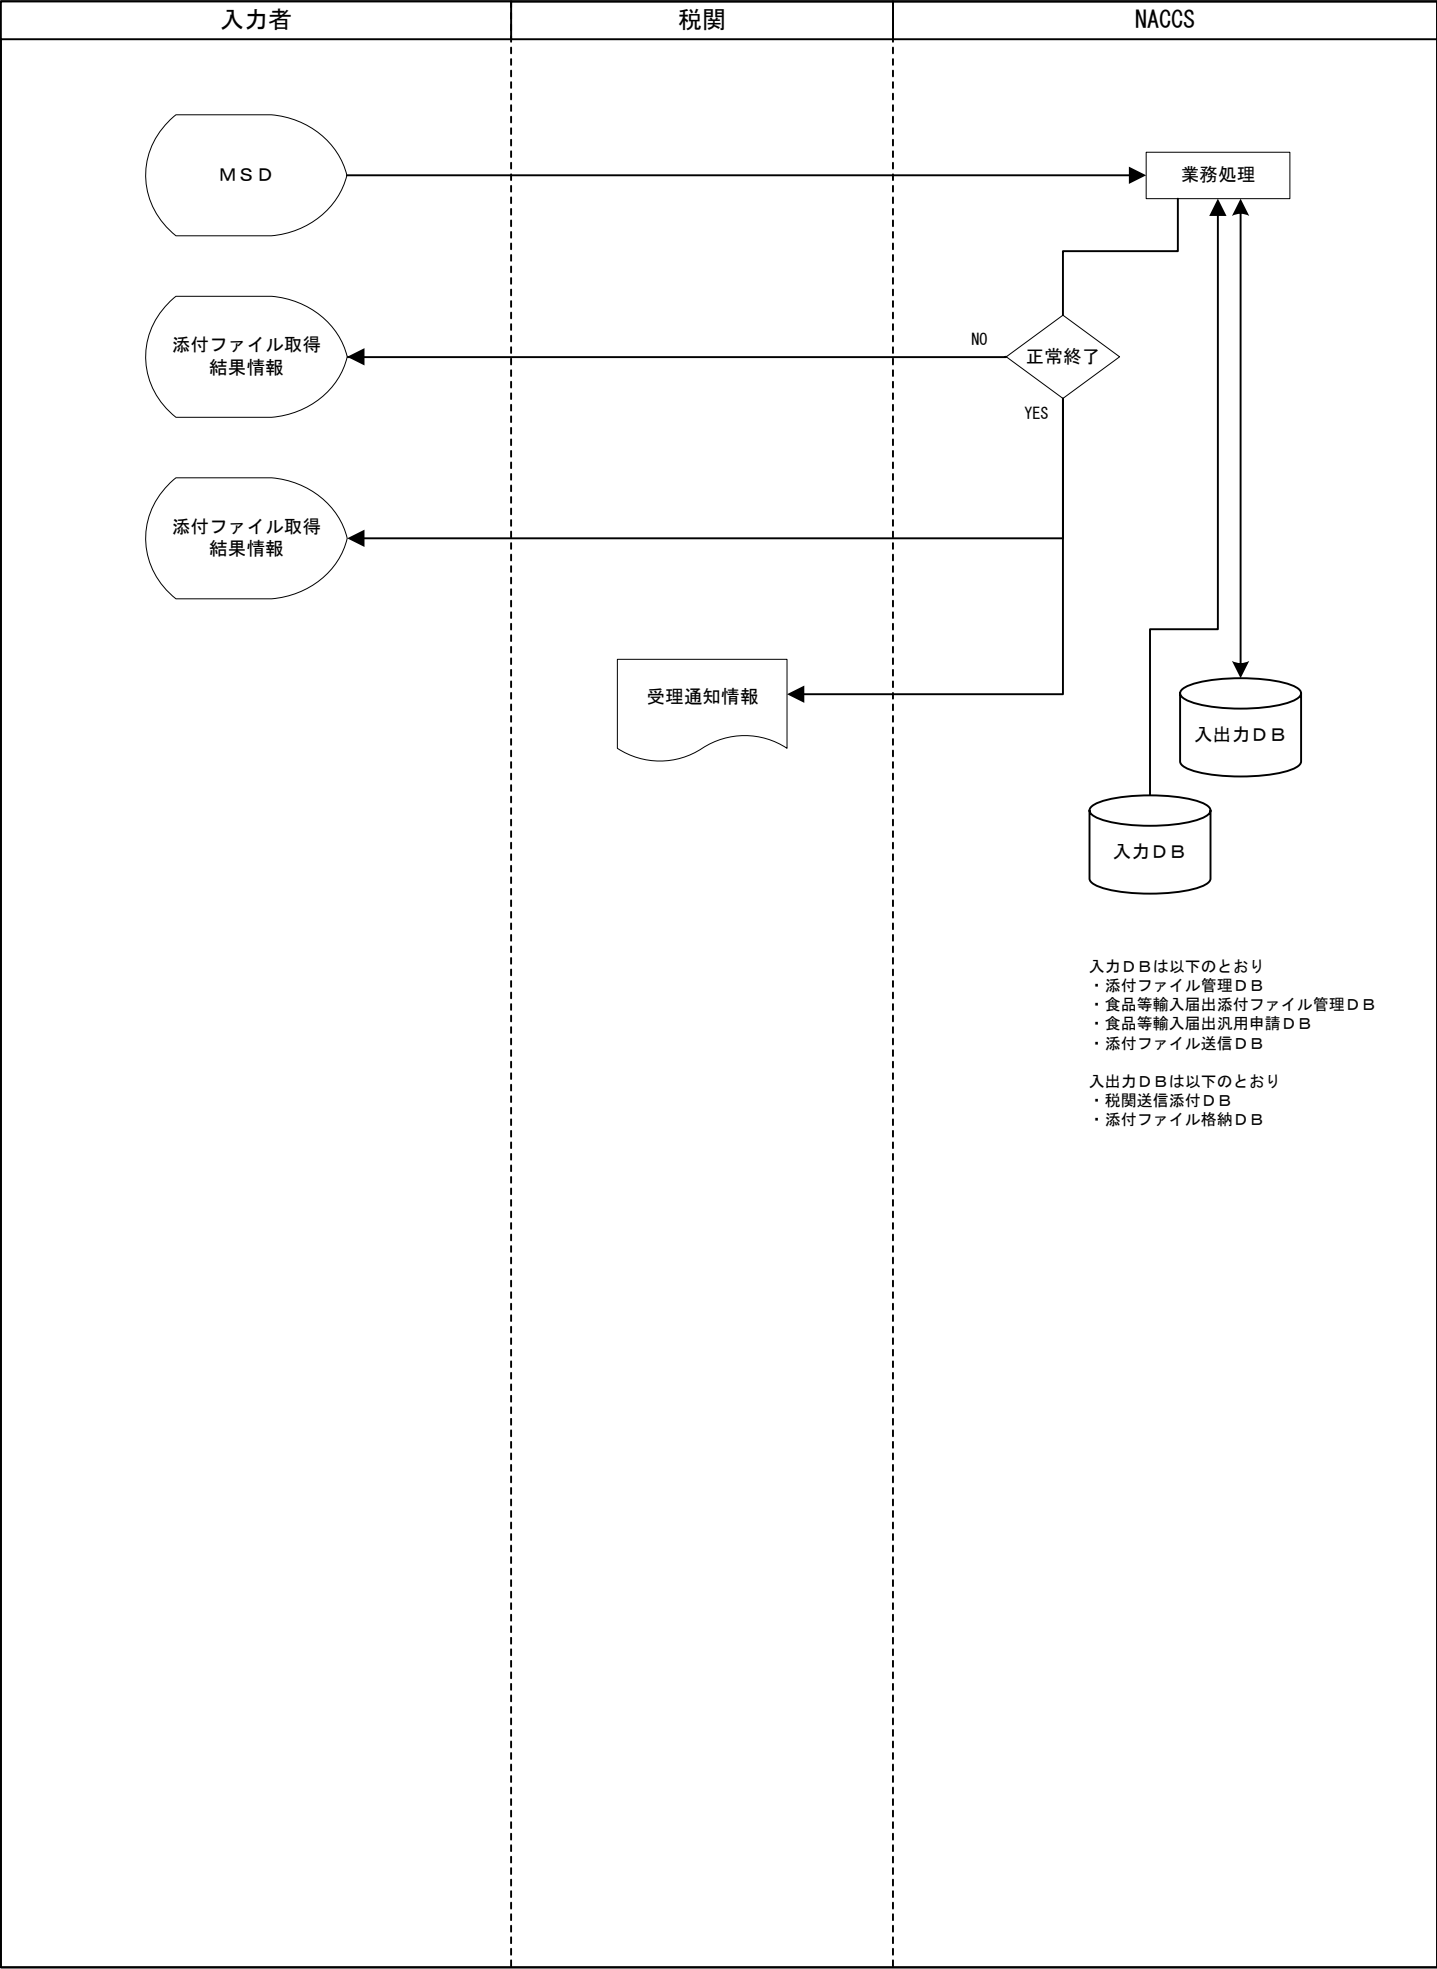 入力者
税関
NACCS
ＭＳＤ
業務処理
添付ファイル取得
結果情報
NO
正常終了
YES
添付ファイル取得
結果情報
受理通知情報
入出力ＤＢ
入力ＤＢ
入力ＤＢは以下のとおり
・添付ファイル管理ＤＢ
・食品等輸入届出添付ファイル管理ＤＢ
・食品等輸入届出汎用申請ＤＢ
・添付ファイル送信ＤＢ
入出力ＤＢは以下のとおり
・税関送信添付ＤＢ
・添付ファイル格納ＤＢ